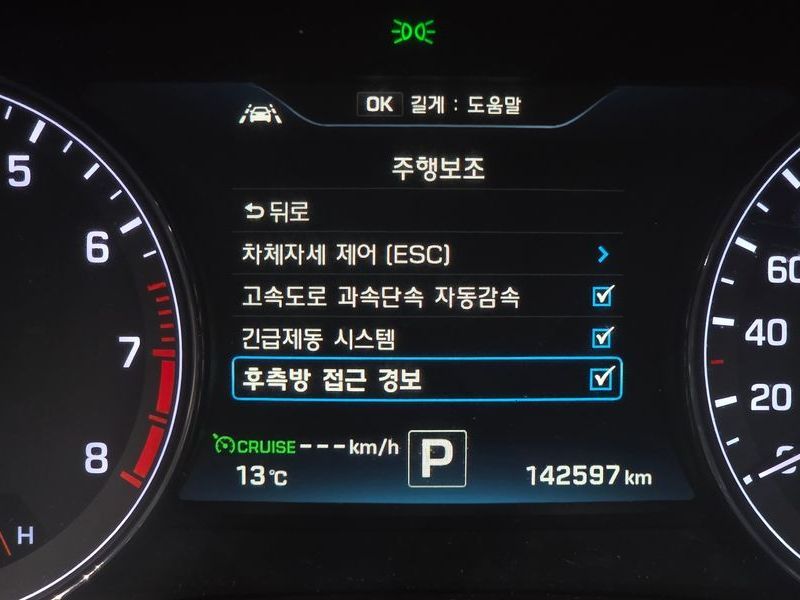 OK 길게 : 도움말
주행보조
뒤로
차체자세 제어 (ESC)
고속도로 과속단속 자동감속
긴급제동 시스템
후측방 접근 경보
CRUISE ---km/h
P
13℃
142597 km
5
6
7
8
H
60
40
20
0